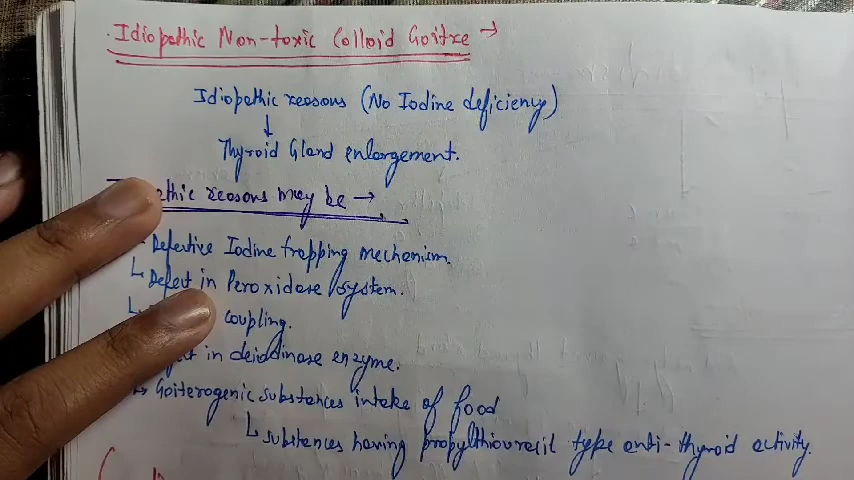 Idiopathic Non-toxic Colloid Goitre →
Idiopathic reasons (No Iodine deficieny)
↓
Thyroid Gland enlargement.
reasons may be →
Defective Iodine trapping mechanism.
↳ Defect in Peroxidase system.
coupling.
in deiodinase enzyme.
↳ Goiterogenic substances intake of food
↳ substances having propylthiouracil type anti-thyroid activity.